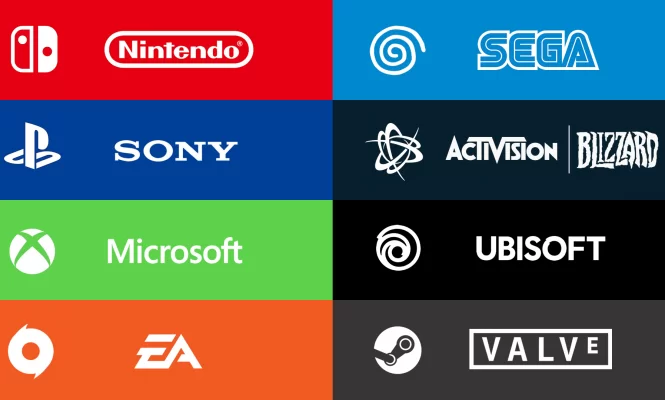 Nintendo®
SEGA
SONY
ACTIVISION | BLIZZARD
Microsoft
UBISOFT
EA
VALVE